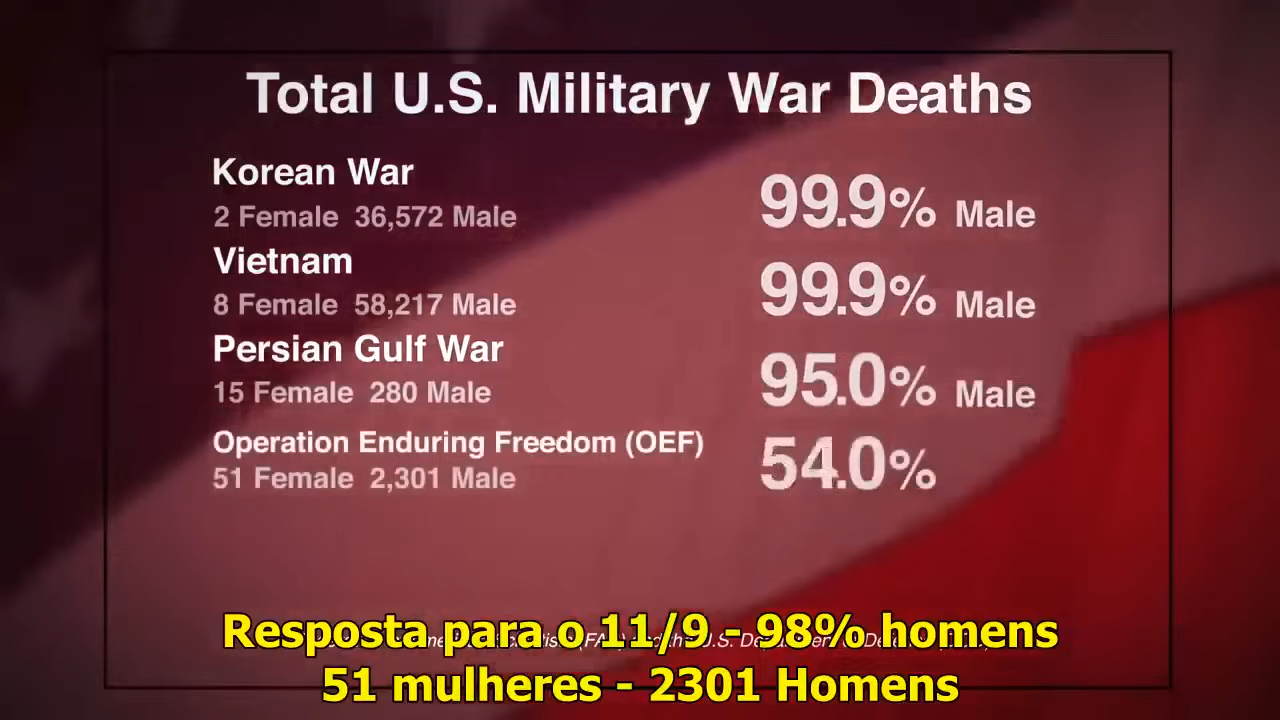 Total U.S. Military War Deaths
Korean War
2 Female 36,572 Male
99.9% Male
Vietnam
8 Female 58,217 Male
99.9% Male
Persian Gulf War
15 Female 280 Male
95.0% Male
Operation Enduring Freedom (OEF)
51 Female 2,301 Male
54.0%
Resposta para o 11/9 - 98% homens
51 mulheres - 2301 Homens